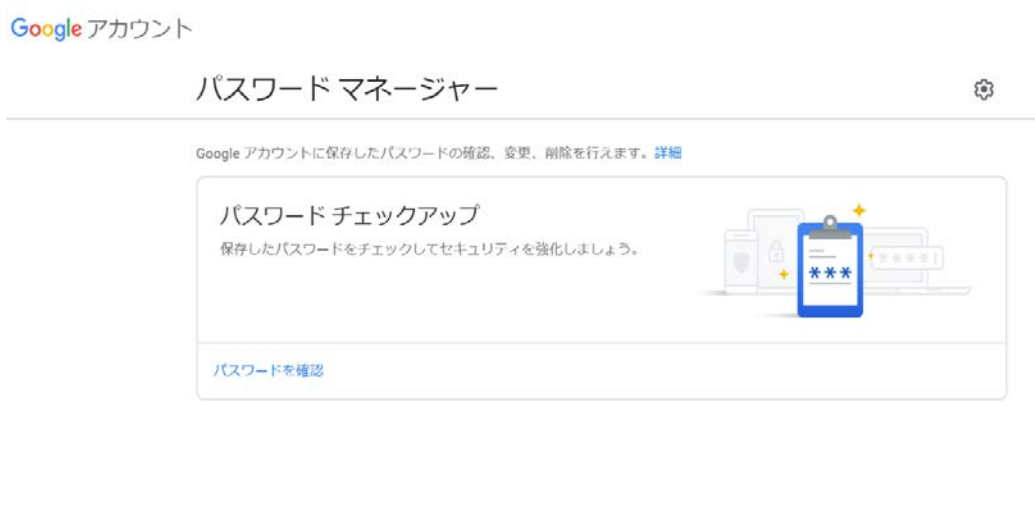 Google アカウント
パスワード マネージャー
Google アカウントに保存したパスワードの確認、変更、削除を行えます。詳細
パスワード チェックアップ
保存したパスワードをチェックしてセキュリティを強化しましょう。
***
****|
パスワードを確認